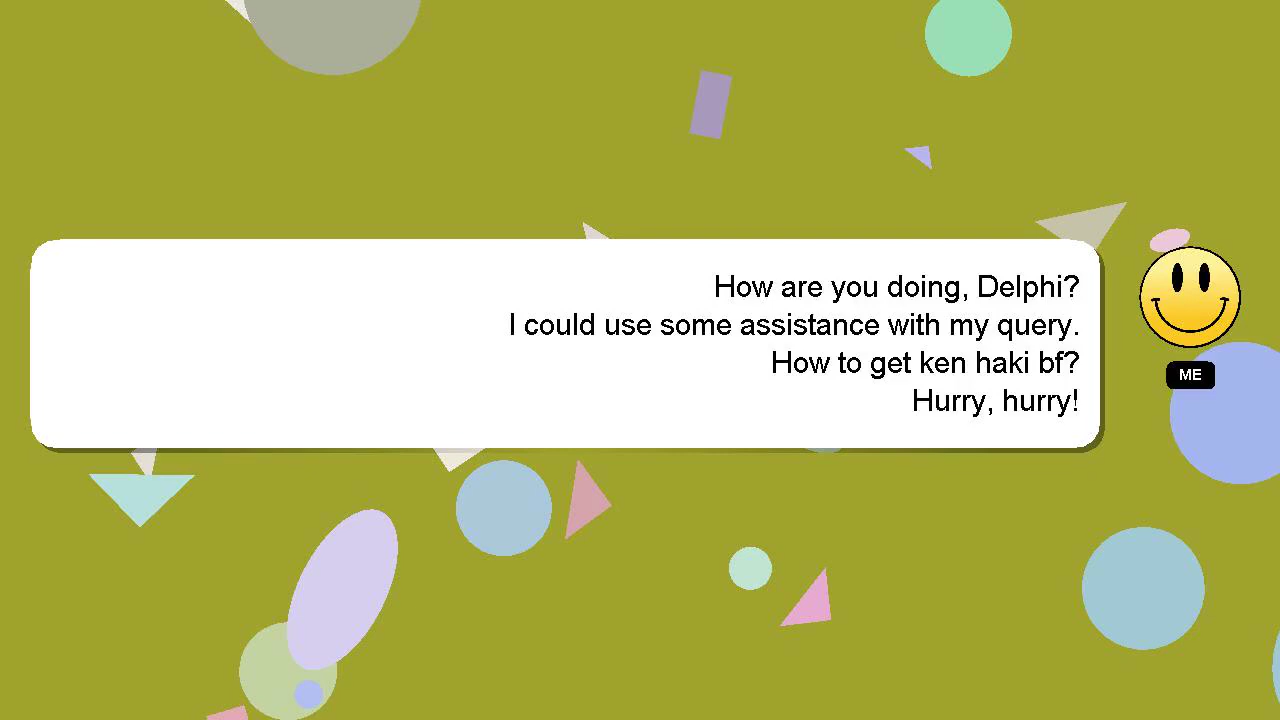 How are you doing, Delphi?
I could use some assistance with my query.
How to get ken haki bf?
Hurry, hurry!
ME